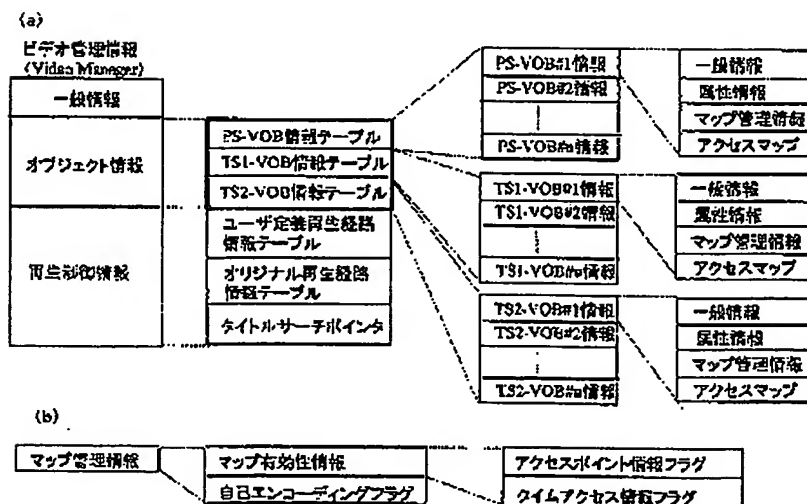 (a)
ビデオ管理情報
(Video Manager)
一般情報
オブジェクト情報
再生制御情報
PS-VOB情報テーブル
TS1-VOB情報テーブル
TS2-VOB情報テーブル
ユーザ定義再生経路
情報テーブル
オリジナル再生経路
情報テーブル
タイトルサーチポインタ
PS-VOB#1情報
PS-VOB#2情報
PS-VOB#n情報
一般情報
属性情報
マップ管理情報
アクセスマップ
TS1-VOB#1情報
TS1-VOB#2情報
TS1-VOB#n情報
一般情報
属性情報
マップ管理情報
アクセスマップ
TS2-VOB#1情報
TS2-VOB#2情報
TS2-VOB#n情報
一般情報
属性情報
マップ管理情報
アクセスマップ
(b)
マップ管理情報
マップ有効性情報
自己エンコーディングフラグ
アクセスポイント情報フラグ
タイムアクセス情報フラグ